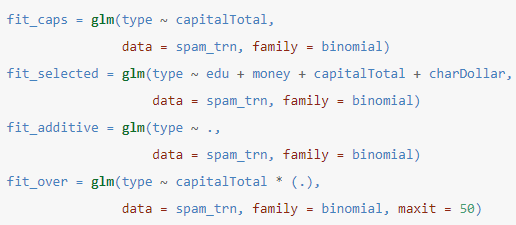 fit_caps = glm(type ~ capitalTotal,
data = spam_trn, family = binomial)
fit_selected = glm(type ~ edu + money + capitalTotal + charDollar,
data = spam_trn, family = binomial)
fit_additive = glm(type ~ .,
data = spam_trn, family = binomial)
fit_over = glm(type ~ capitalTotal * (.),
data = spam_trn, family = binomial, maxit = 50)